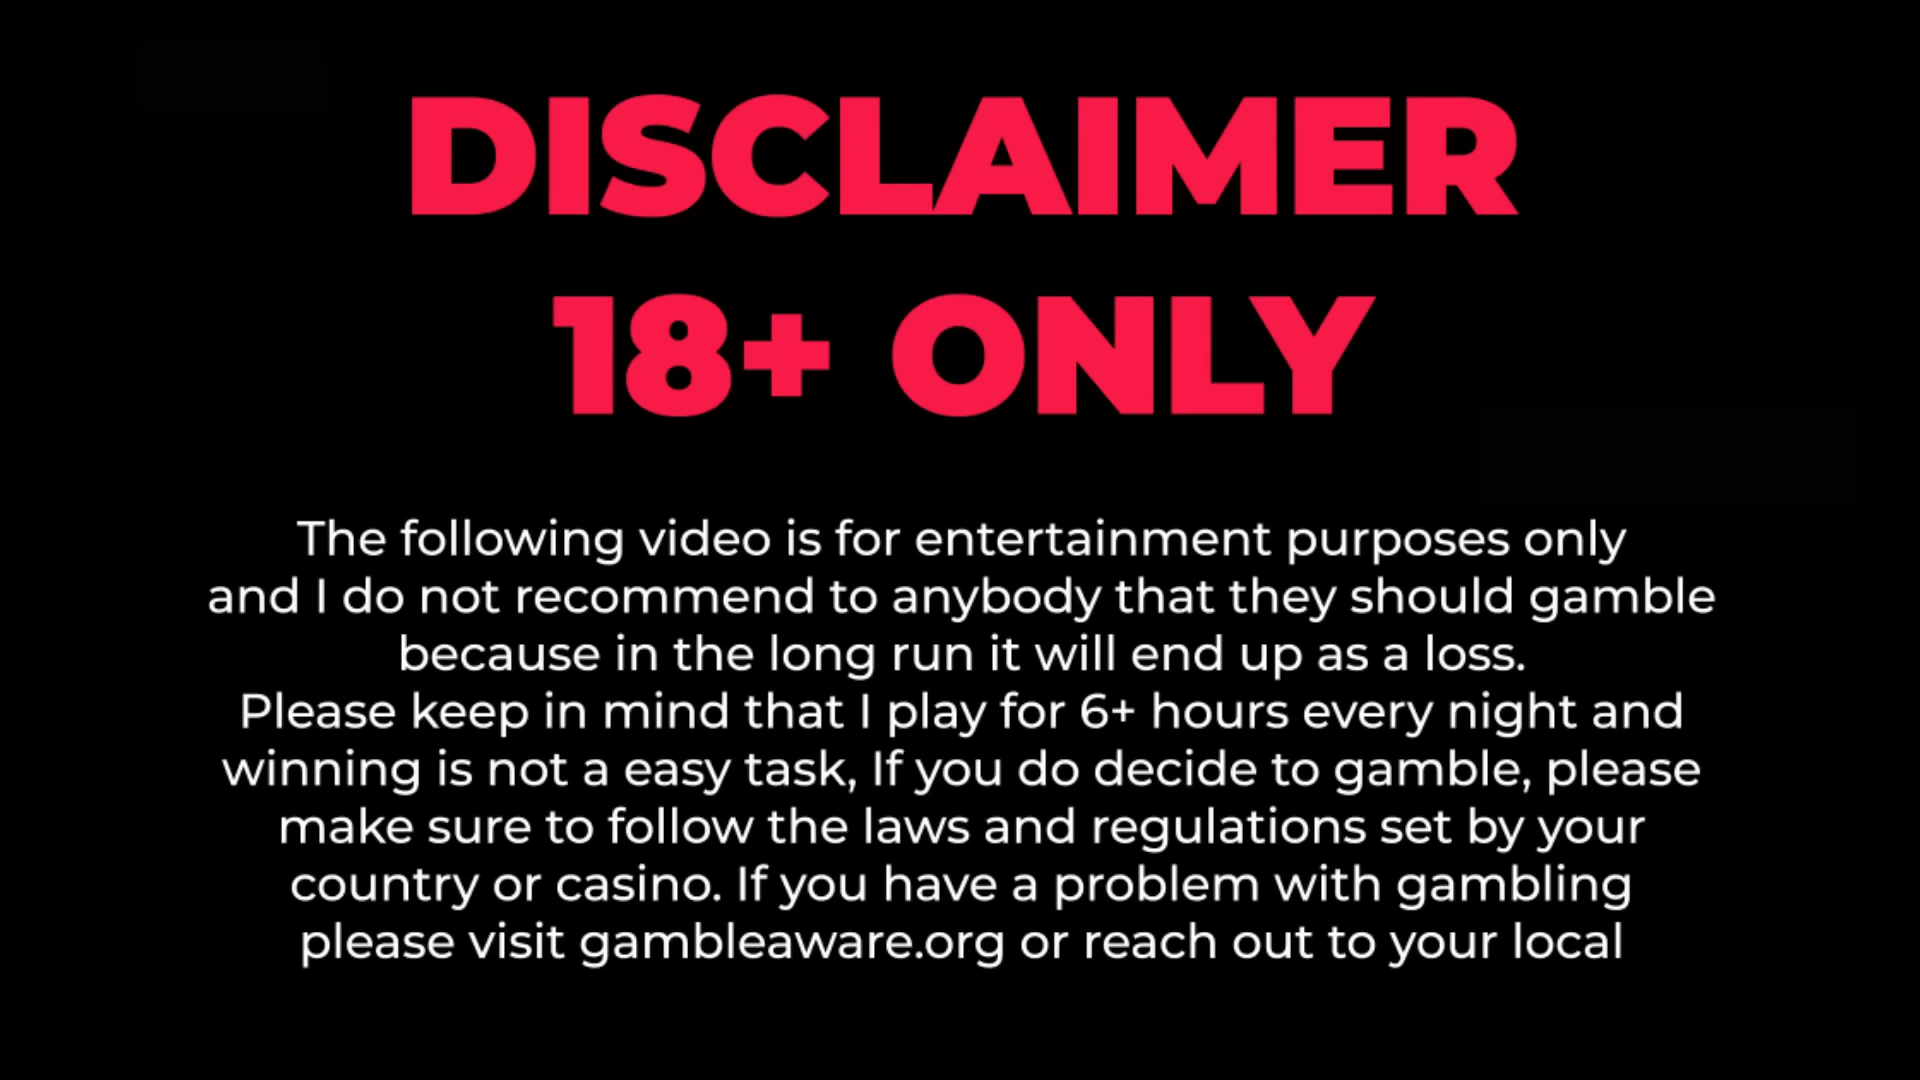 DISCLAIMER
18+ ONLY
The following video is for entertainment purposes only
and I do not recommend to anybody that they should gamble
because in the long run it will end up as a loss.
Please keep in mind that I play for 6+ hours every night and
winning is not a easy task, If you do decide to gamble, please
make sure to follow the laws and regulations set by your
country or casino. If you have a problem with gambling
please visit gambleaware.org or reach out to your local